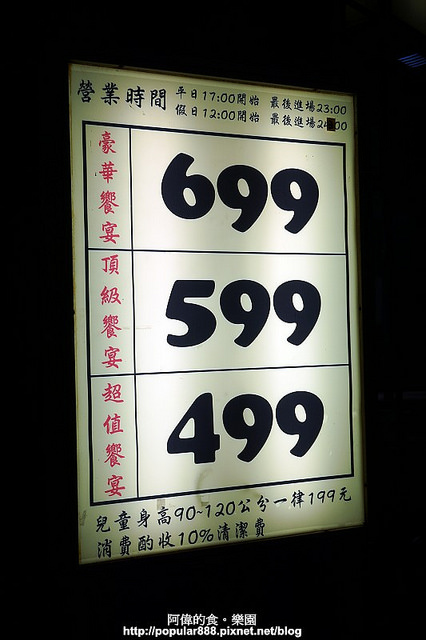 營業時間 平日17:00開始 最後進場23:00
假日12:00開始 最後進場24:00
豪華饗宴 699
頂級饗宴 599
超值饗宴 499
兒童身高90~120公分一律199元
消費酌收10%清潔費
阿偉的食。樂園
http://popular888.pixnet.net/blog